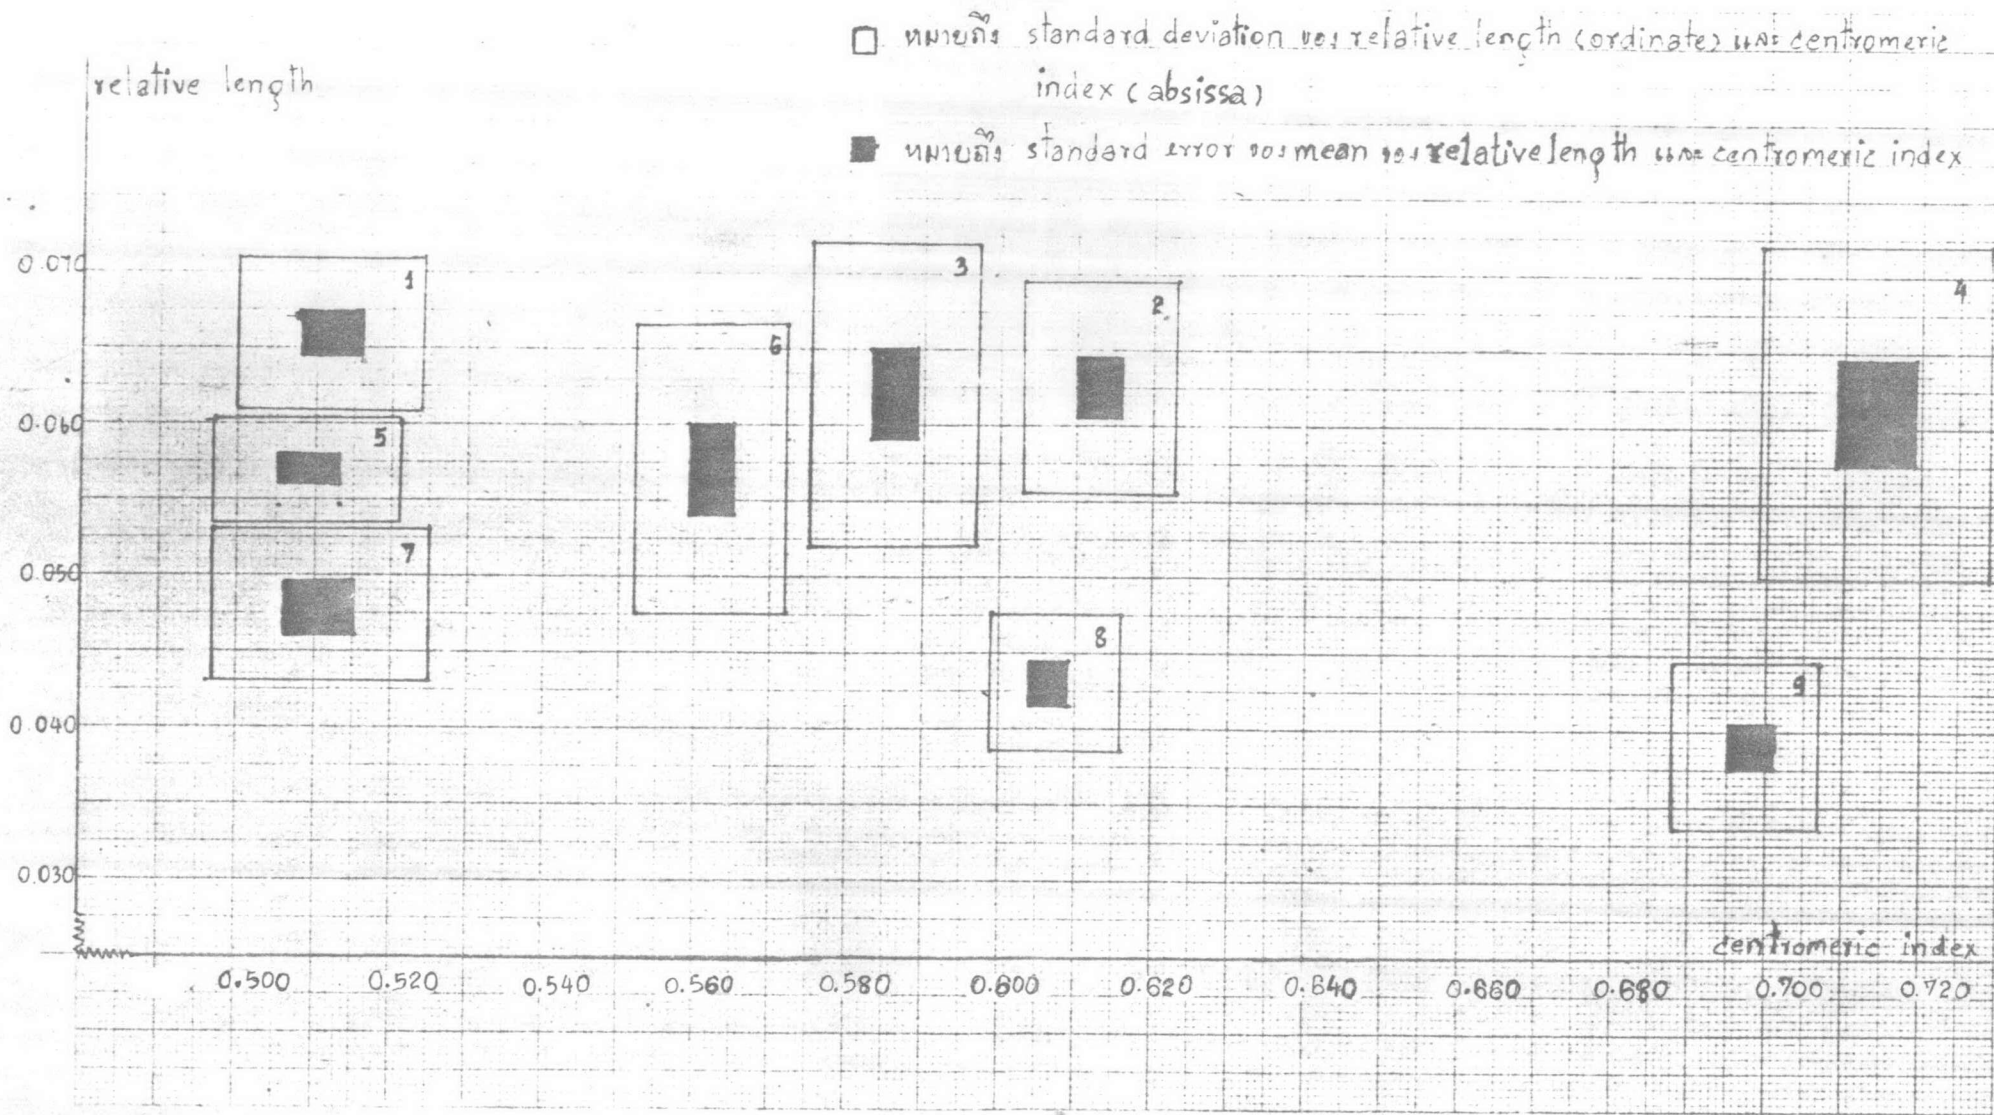 หมายถึง standard deviation ของ relative length (ordinate) และ centromeric
index (absissa)
หมายถึง standard error ของ mean ของ relative length และ centromeric index
relative length
0.070
0.060
0.050
0.040
0.030
1
5
7
6
3
2
8
4
9
centromeric index
0.500 0.520 0.540 0.560 0.580 0.600 0.620 0.640 0.660 0.680 0.700 0.720